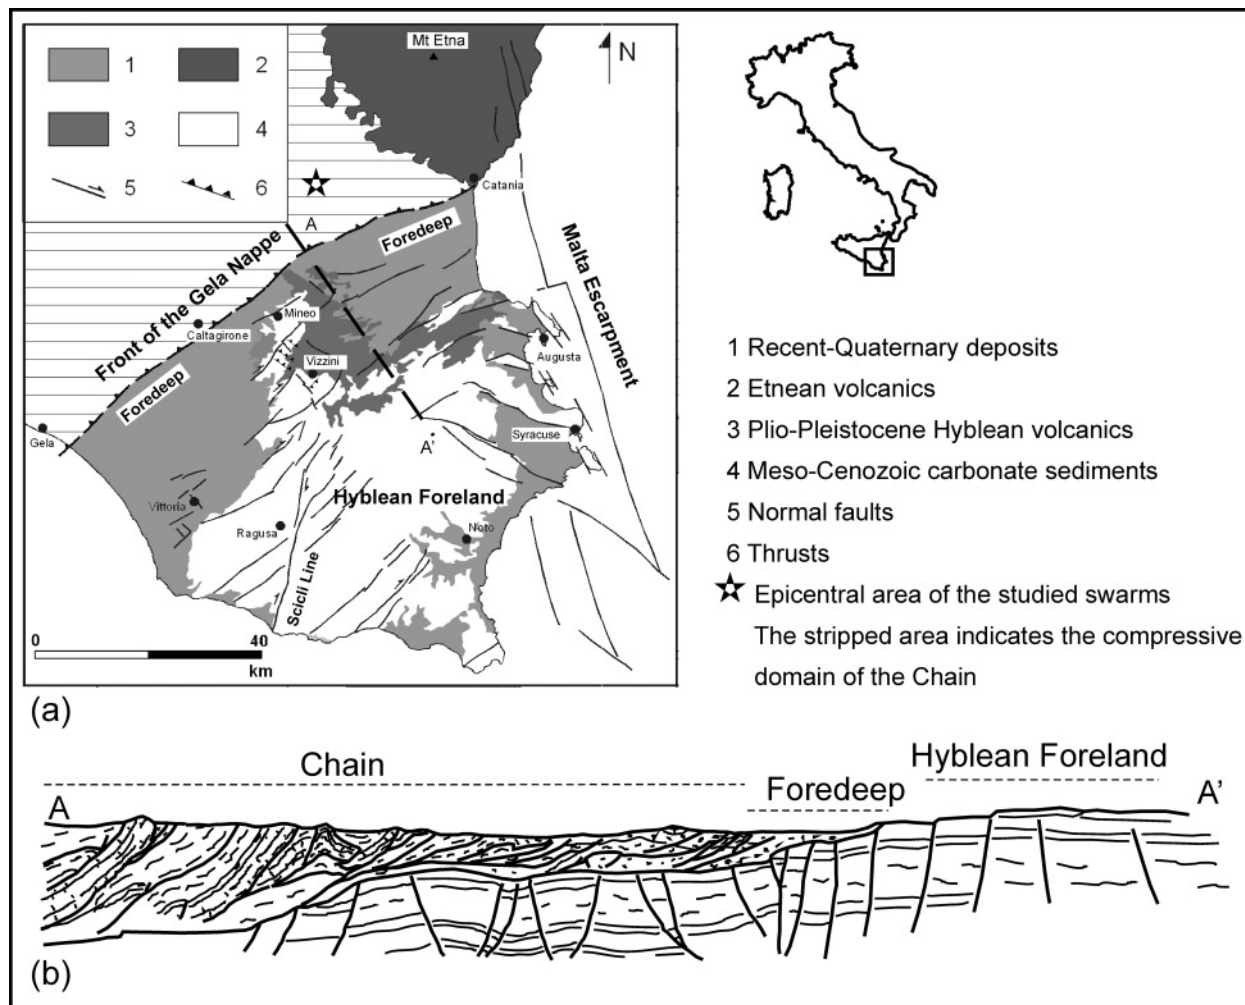 Mt Etna
N
1
2
3
4
5
6
Catania
A
Foredeep
Front of the Gela Nappe
Malta Escarpment
Mineo
Caltagirone
Vizzini
Augusta
Foredeep
Gela
Syracuse
A'
Vittoria
Hyblean Foreland
Ragusa
Noto
Scicli Line
0
40
km
(a)
1 Recent-Quaternary deposits
2 Etnean volcanics
3 Plio-Pleistocene Hyblean volcanics
4 Meso-Cenozoic carbonate sediments
5 Normal faults
6 Thrusts
Epicentral area of the studied swarms
The stripped area indicates the compressive
domain of the Chain
Chain
Hyblean Foreland
Foredeep
A
A'
(b)